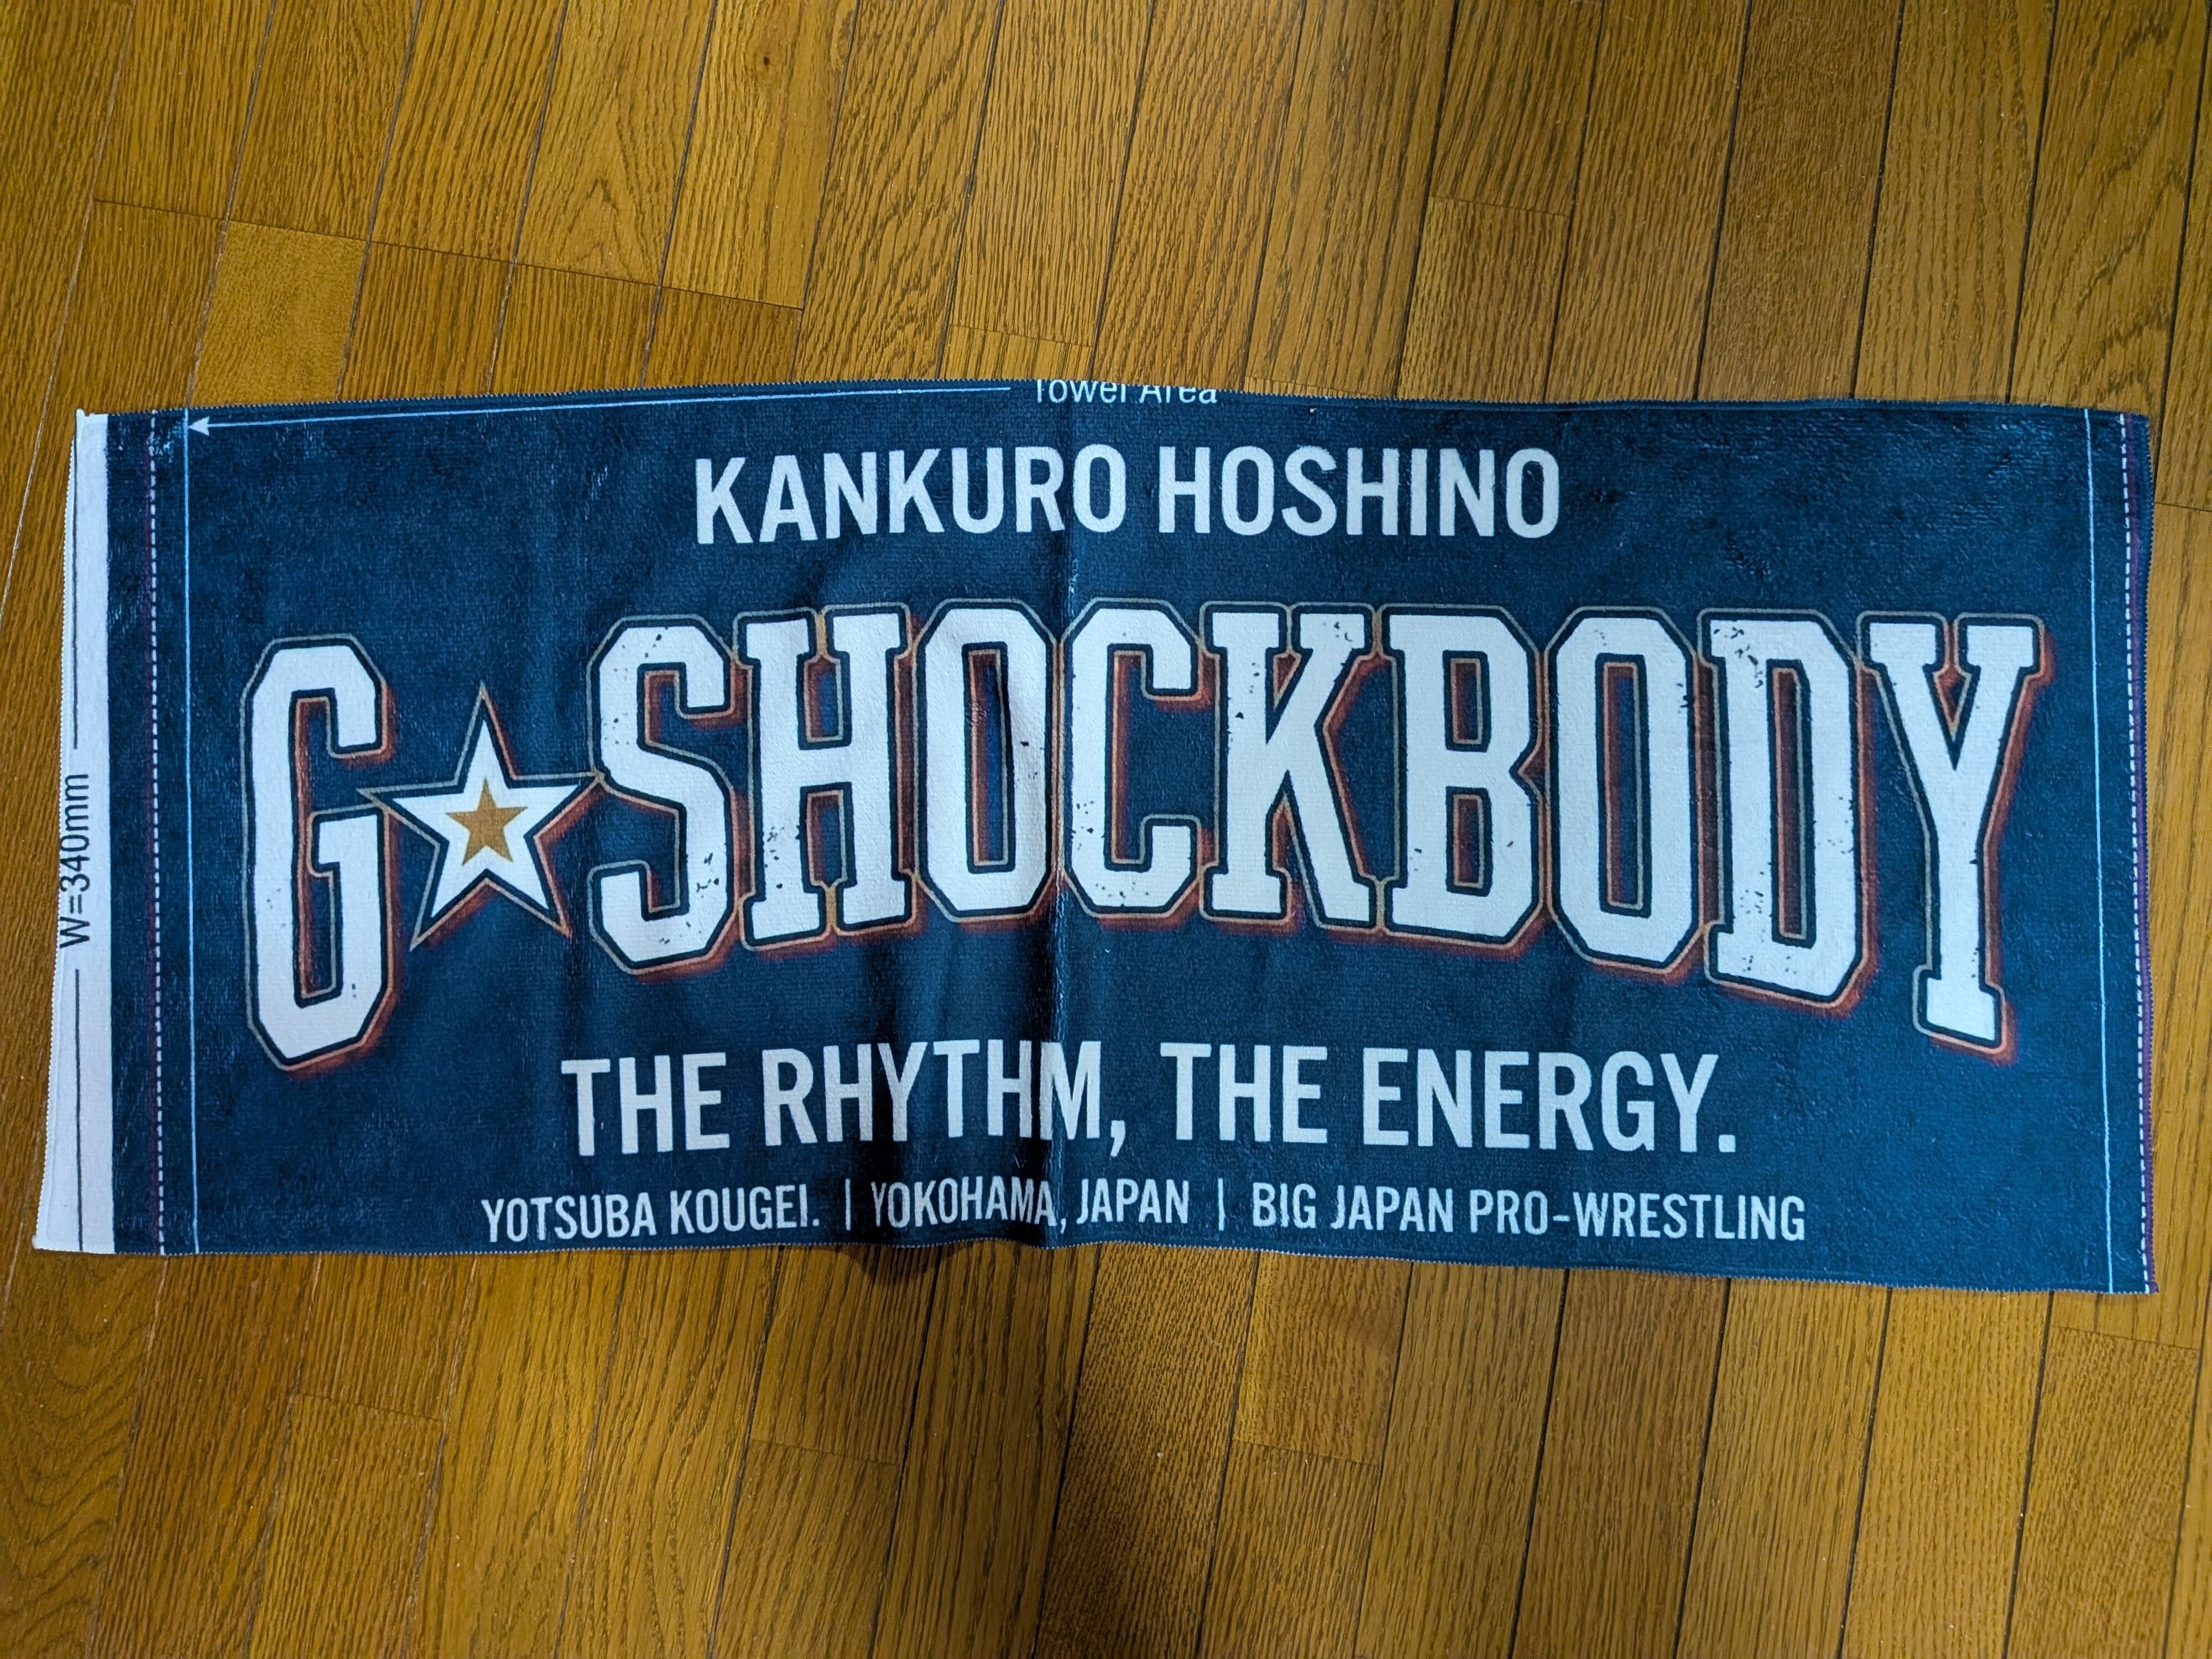 Towel Area
KANKURO HOSHINO
G★SHOCKBODY
THE RHYTHM, THE ENERGY.
YOTSUBA KOUGEI. | YOKOHAMA, JAPAN | BIG JAPAN PRO-WRESTLING
W=340mm